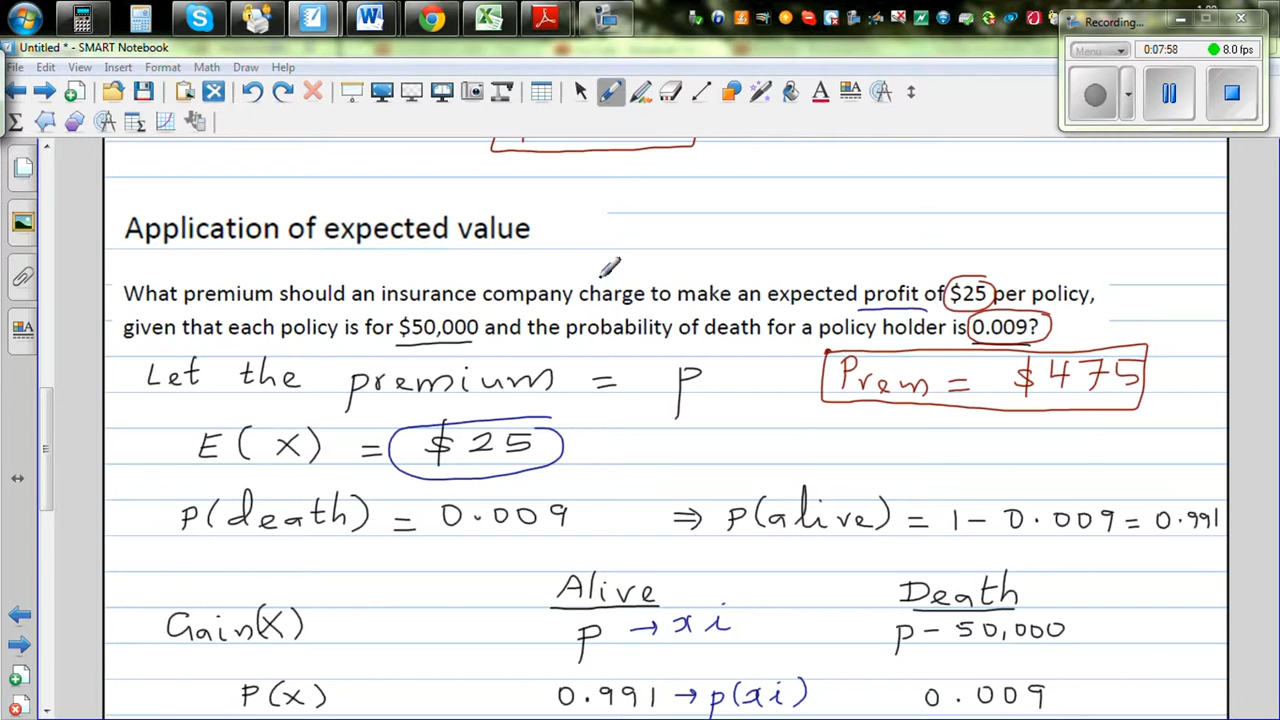 Untitled * - SMART Notebook
Recording...
Menu
00:07:58
8.0 fps
File Edit View Insert Format Math Draw Help
Application of expected value
What premium should an insurance company charge to make an expected profit of $25 per policy,
given that each policy is for $50,000 and the probability of death for a policy holder is 0.009?
Let the premium = p
Prem = $475
E(X) = $25
P(death) = 0.009 ⇒ P(alive) = 1 - 0.009 = 0.991
Alive Death
Gain(X) p → xi p - 50,000
P(x) 0.991 → p(xi) 0.009